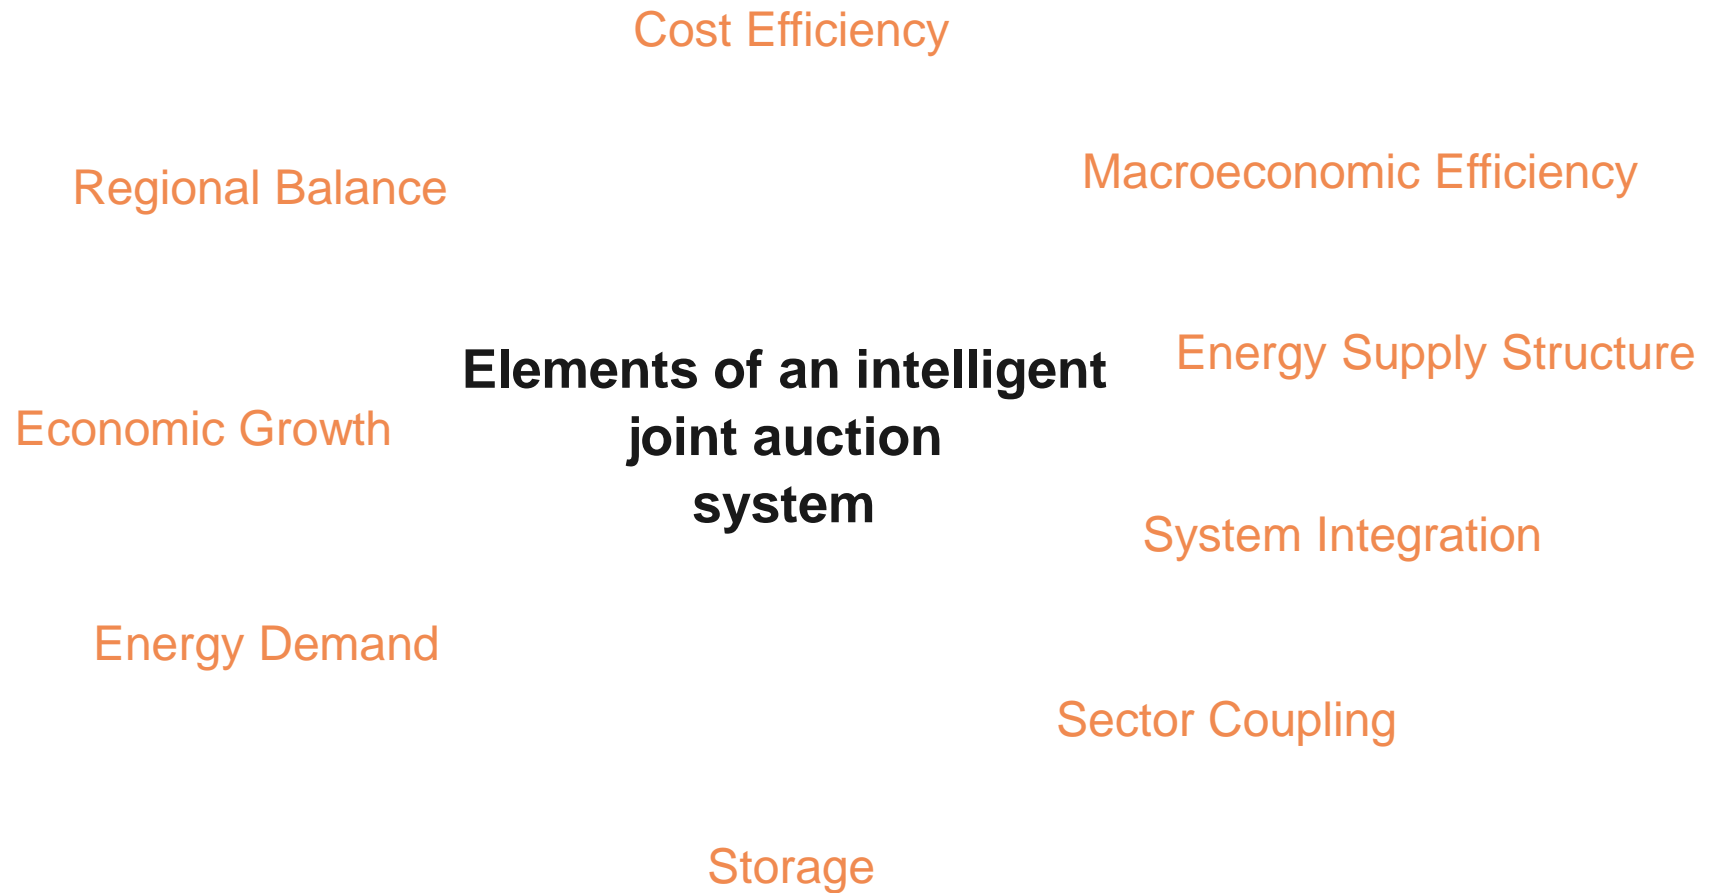 Cost Efficiency
Macroeconomic Efficiency
Regional Balance
Energy Supply Structure
Elements of an intelligent
joint auction
system
Economic Growth
System Integration
Energy Demand
Sector Coupling
Storage